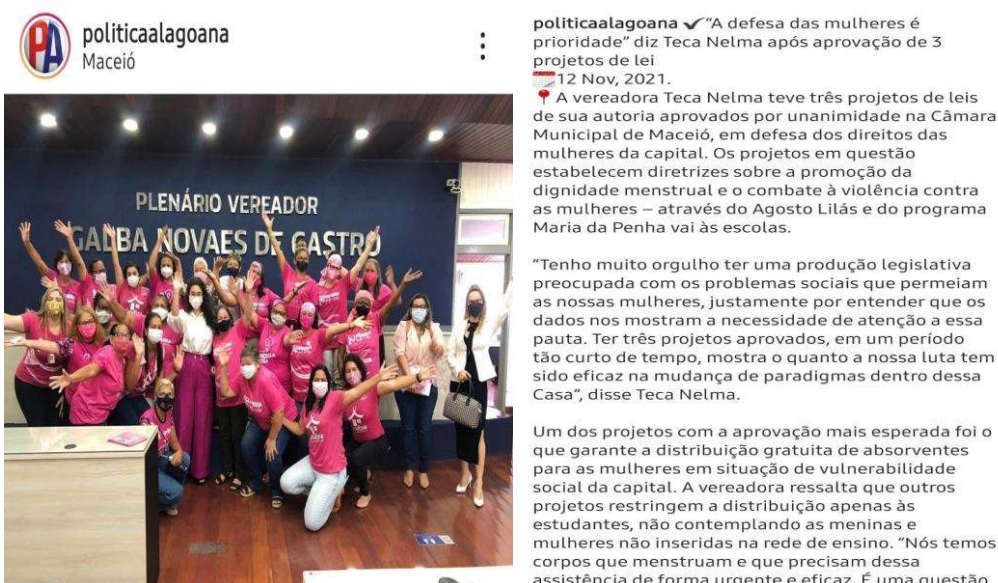 PA
politicaalagoana
Maceió
PLENÁRIO VEREADOR
GALBA NOVAES DE CASTRO
politicaalagoana ✔“A defesa das mulheres é
prioridade” diz Teca Nelma após aprovação de 3
projetos de lei
12 Nov, 2021.
A vereadora Teca Nelma teve três projetos de leis
de sua autoria aprovados por unanimidade na Câmara
Municipal de Maceió, em defesa dos direitos das
mulheres da capital. Os projetos em questão
estabelecem diretrizes sobre a promoção da
dignidade menstrual e o combate à violência contra
as mulheres – através do Agosto Lilás e do programa
Maria da Penha vai às escolas.
“Tenho muito orgulho ter uma produção legislativa
preocupada com os problemas sociais que permeiam
as nossas mulheres, justamente por entender que os
dados nos mostram a necessidade de atenção a essa
pauta. Ter três projetos aprovados, em um período
tão curto de tempo, mostra o quanto a nossa luta tem
sido eficaz na mudança de paradigmas dentro dessa
Casa”, disse Teca Nelma.
Um dos projetos com a aprovação mais esperada foi o
que garante a distribuição gratuita de absorventes
para as mulheres em situação de vulnerabilidade
social da capital. A vereadora ressalta que outros
projetos restringem a distribuição apenas às
estudantes, não contemplando as meninas e
mulheres não inseridas na rede de ensino. “Nós temos
corpos que menstruam e que precisam dessa
assistência de forma urgente e eficaz. É uma questão